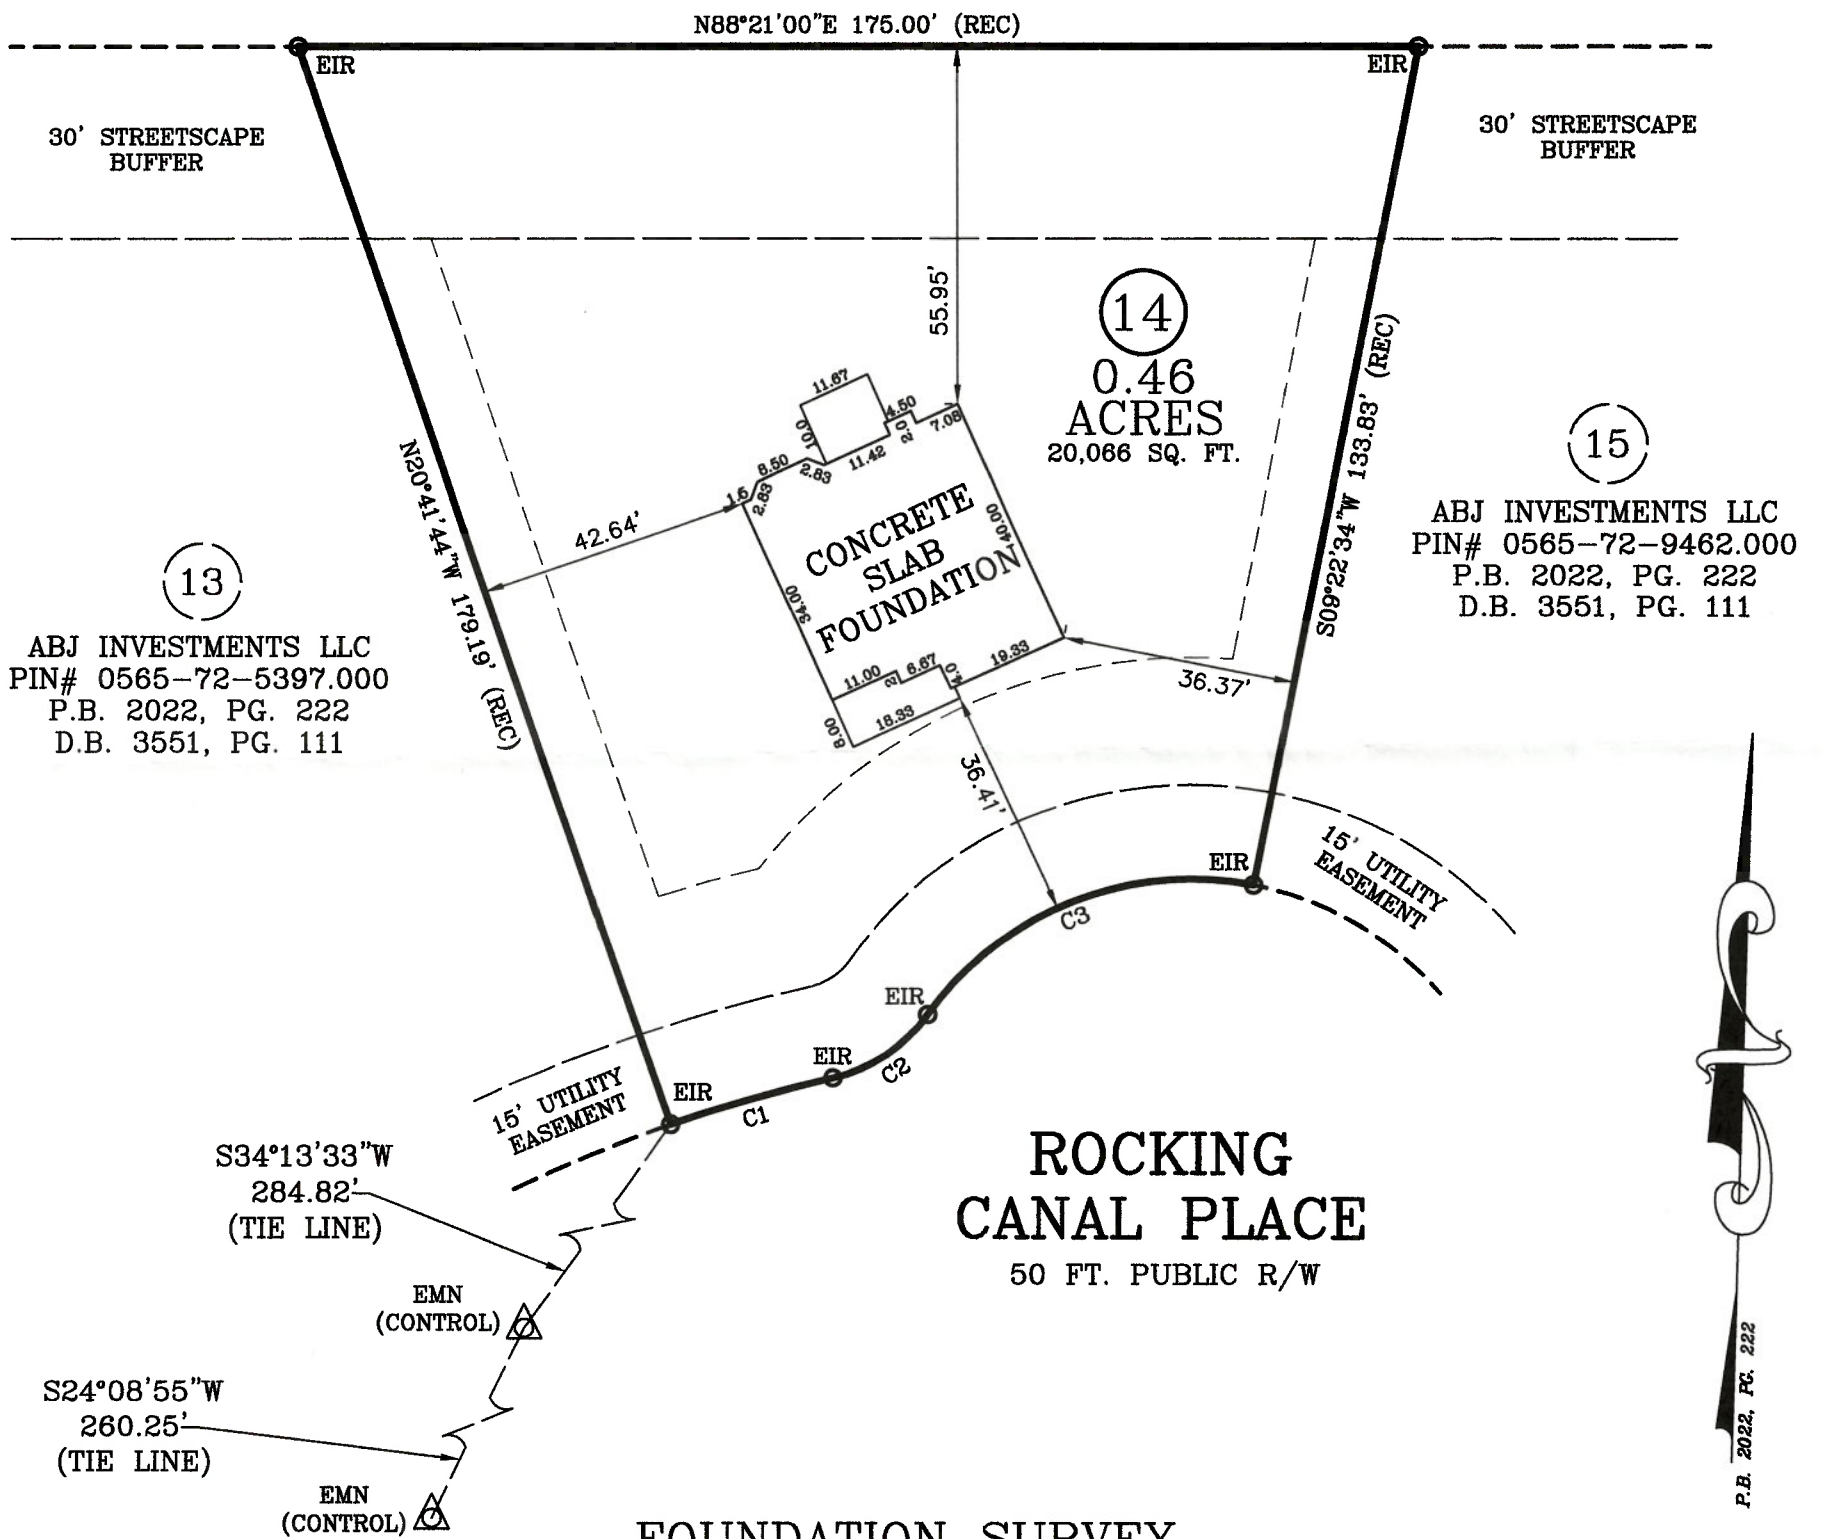 N88°21'00"E 175.00' (REC)
EIR
EIR
30' STREETSCAPE
BUFFER
30' STREETSCAPE
BUFFER
55.95'
14
0.46
ACRES
20,066 SQ. FT.
S09°22'34"W 133.83' (REC)
N20°41'44"W 179.19' (REC)
11.67
10.0
4.50
2.0
7.08
11.42
2.83
8.50
2.83
1.5
42.64'
CONCRETE
SLAB
FOUNDATION
40.00
34.00
11.00
2
6.67
4.0
19.33
18.33
8.00
36.37'
36.41'
13
ABJ INVESTMENTS LLC
PIN# 0565-72-5397.000
P.B. 2022, PG. 222
D.B. 3551, PG. 111
15
ABJ INVESTMENTS LLC
PIN# 0565-72-9462.000
P.B. 2022, PG. 222
D.B. 3551, PG. 111
15' UTILITY
EASEMENT
EIR
C3
EIR
EIR
C2
EIR
C1
15' UTILITY
EASEMENT
ROCKING
CANAL PLACE
50 FT. PUBLIC R/W
S34°13'33"W
284.82'
(TIE LINE)
EMN
(CONTROL)
S24°08'55"W
260.25'
(TIE LINE)
EMN
(CONTROL)
P.B. 2022, PG. 222
FOUNDATION SURVEY